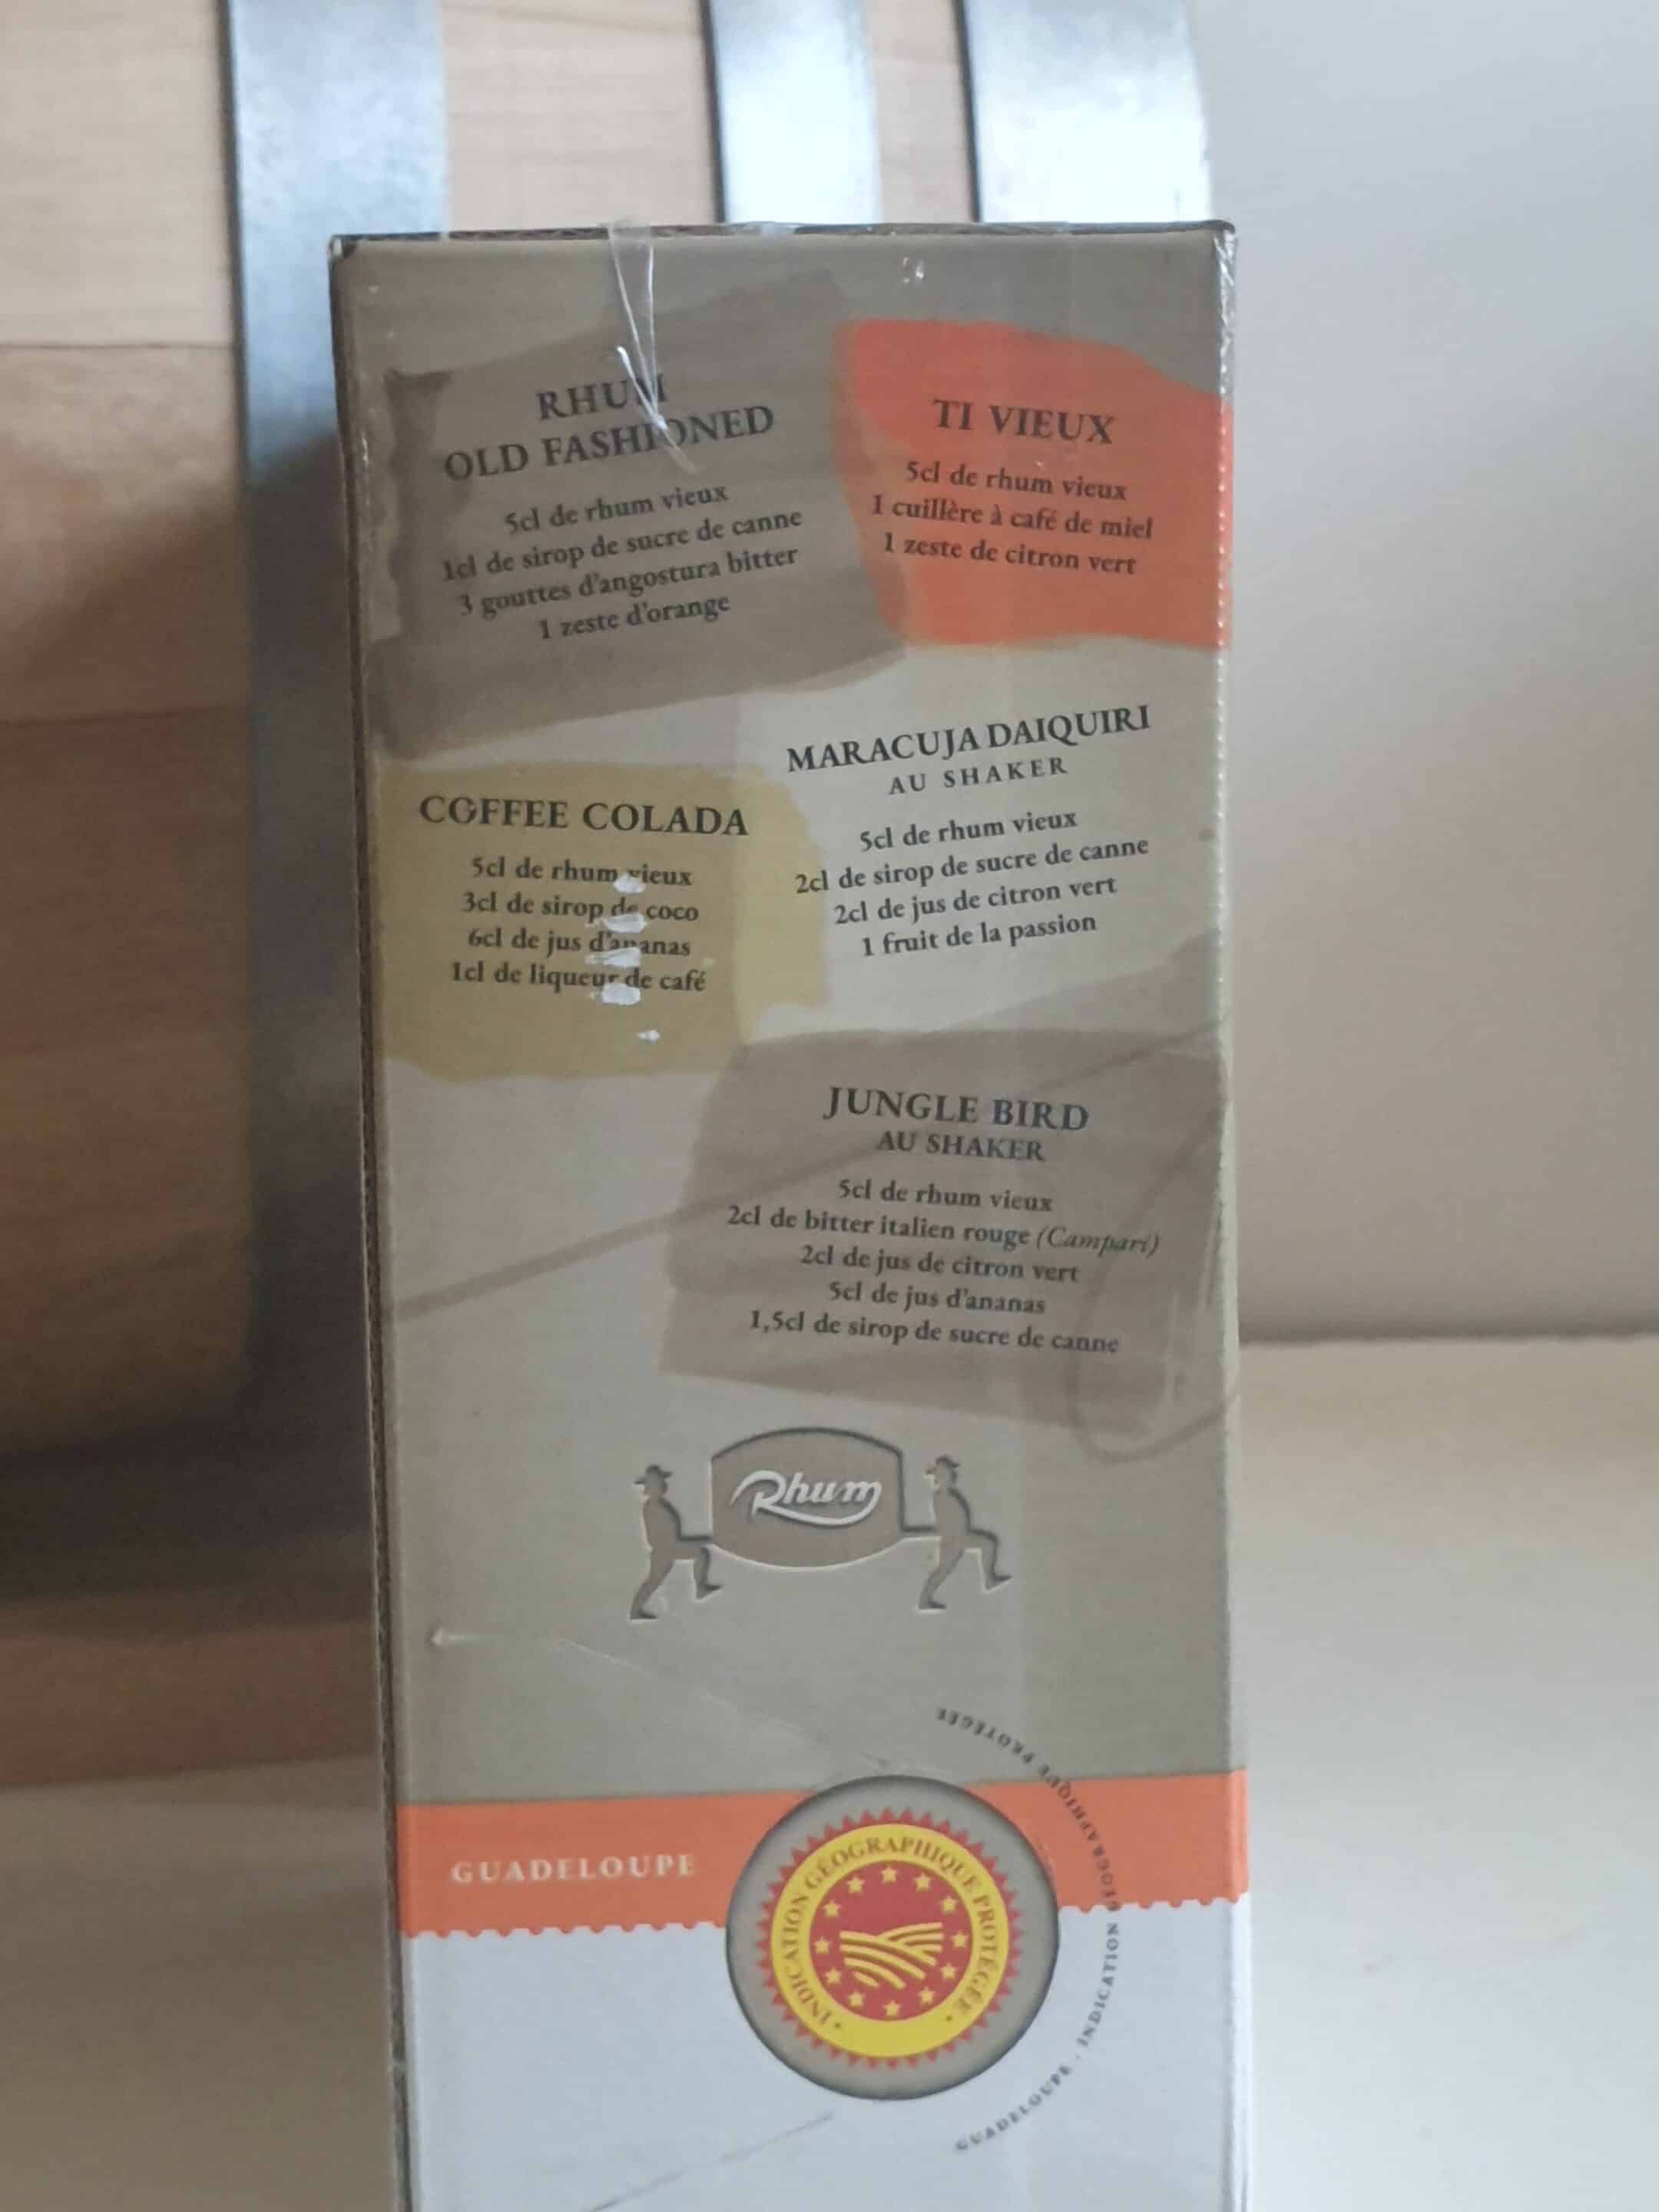 RHUM
OLD FASHIONED
5cl de rhum vieux
1cl de sirop de sucre de canne
3 gouttes d'angostura bitter
1 zeste d'orange
TI VIEUX
5cl de rhum vieux
1 cuillère à café de miel
1 zeste de citron vert
MARACUJA DAIQUIRI
AU SHAKER
5cl de rhum vieux
2cl de sirop de sucre de canne
2cl de jus de citron vert
1 fruit de la passion
COFFEE COLADA
5cl de rhum vieux
3cl de sirop de coco
6cl de jus d'ananas
1cl de liqueur de café
JUNGLE BIRD
AU SHAKER
5cl de rhum vieux
2cl de bitter italien rouge (Campari)
2cl de jus de citron vert
5cl de jus d'ananas
1,5cl de sirop de sucre de canne
Rhum
GUADELOUPE
INDICATION GÉOGRAPHIQUE PROTÉGÉE
GUADELOUPE . INDICATION GÉOGRAPHIQUE PROTÉGÉE